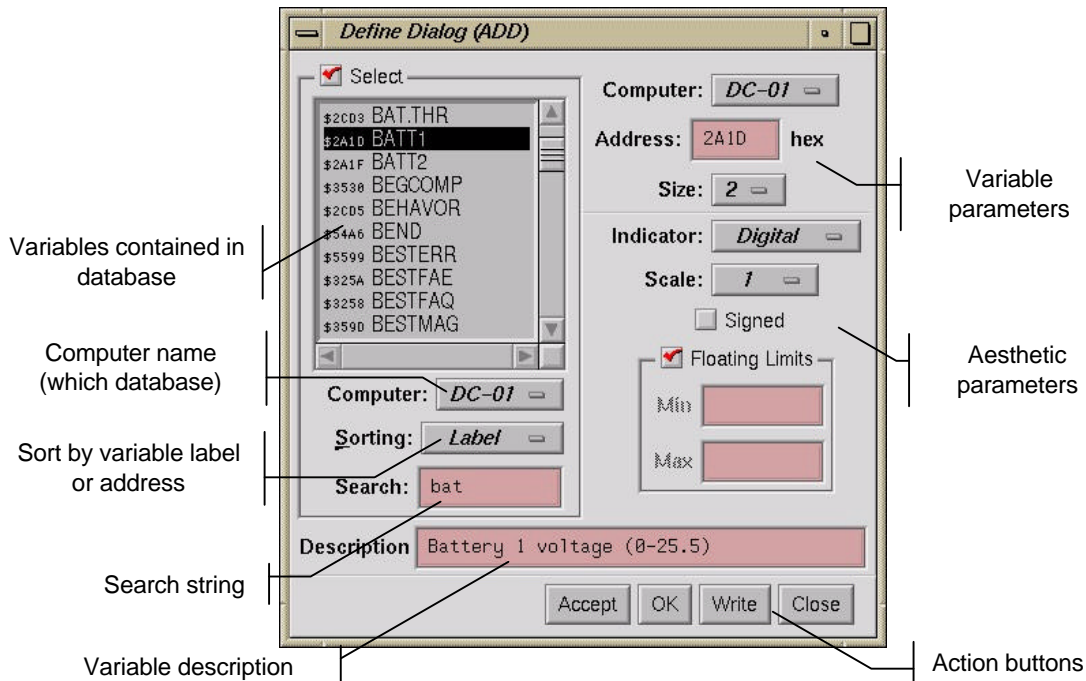 Define Dialog (ADD)
Select
$2CD3 BAT.THR
$2A1D BATT1
$2A1F BATT2
$3530 BEGCOMP
$2CD5 BEHAVOR
$54A6 BEND
$5599 BESTERR
$325A BESTFAE
$3258 BESTFAQ
$359D BESTMAG
Computer: DC-01
Sorting: Label
Search: bat
Computer: DC-01
Address: 2A1D hex
Size: 2
Indicator: Digital
Scale: 1
Signed
Floating Limits
Min
Max
Description Battery 1 voltage (0-25.5)
Accept OK Write Close
Variables contained in
database
Computer name
(which database)
Sort by variable label
or address
Search string
Variable description
Variable
parameters
Aesthetic
parameters
Action buttons